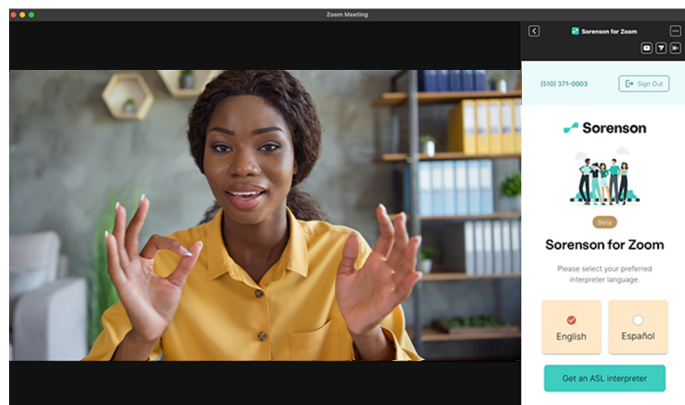 Zoom Meeting
Sorenson for Zoom
(510) 371-0003
Sign Out
Sorenson
Beta
Sorenson for Zoom
Please select your preferred
interpreter language.
English
Español
Get an ASL interpreter